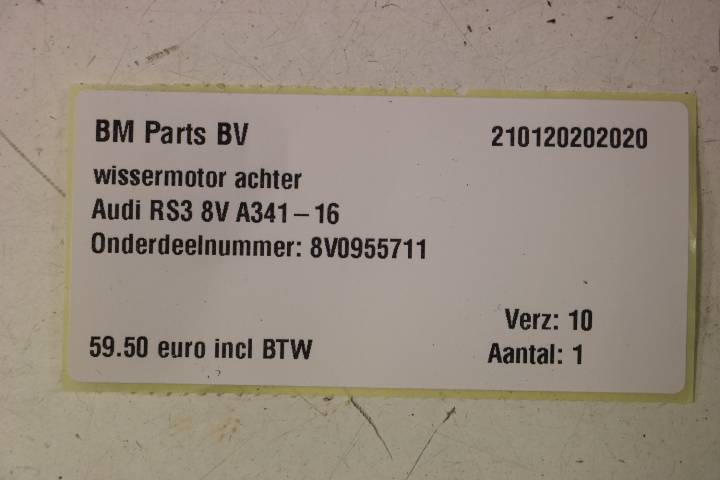 BM Parts BV 210120202020
wissermotor achter
Audi RS3 8V A341-16
Onderdeelnummer: 8V0955711
Verz: 10
59.50 euro incl BTW Aantal: 1